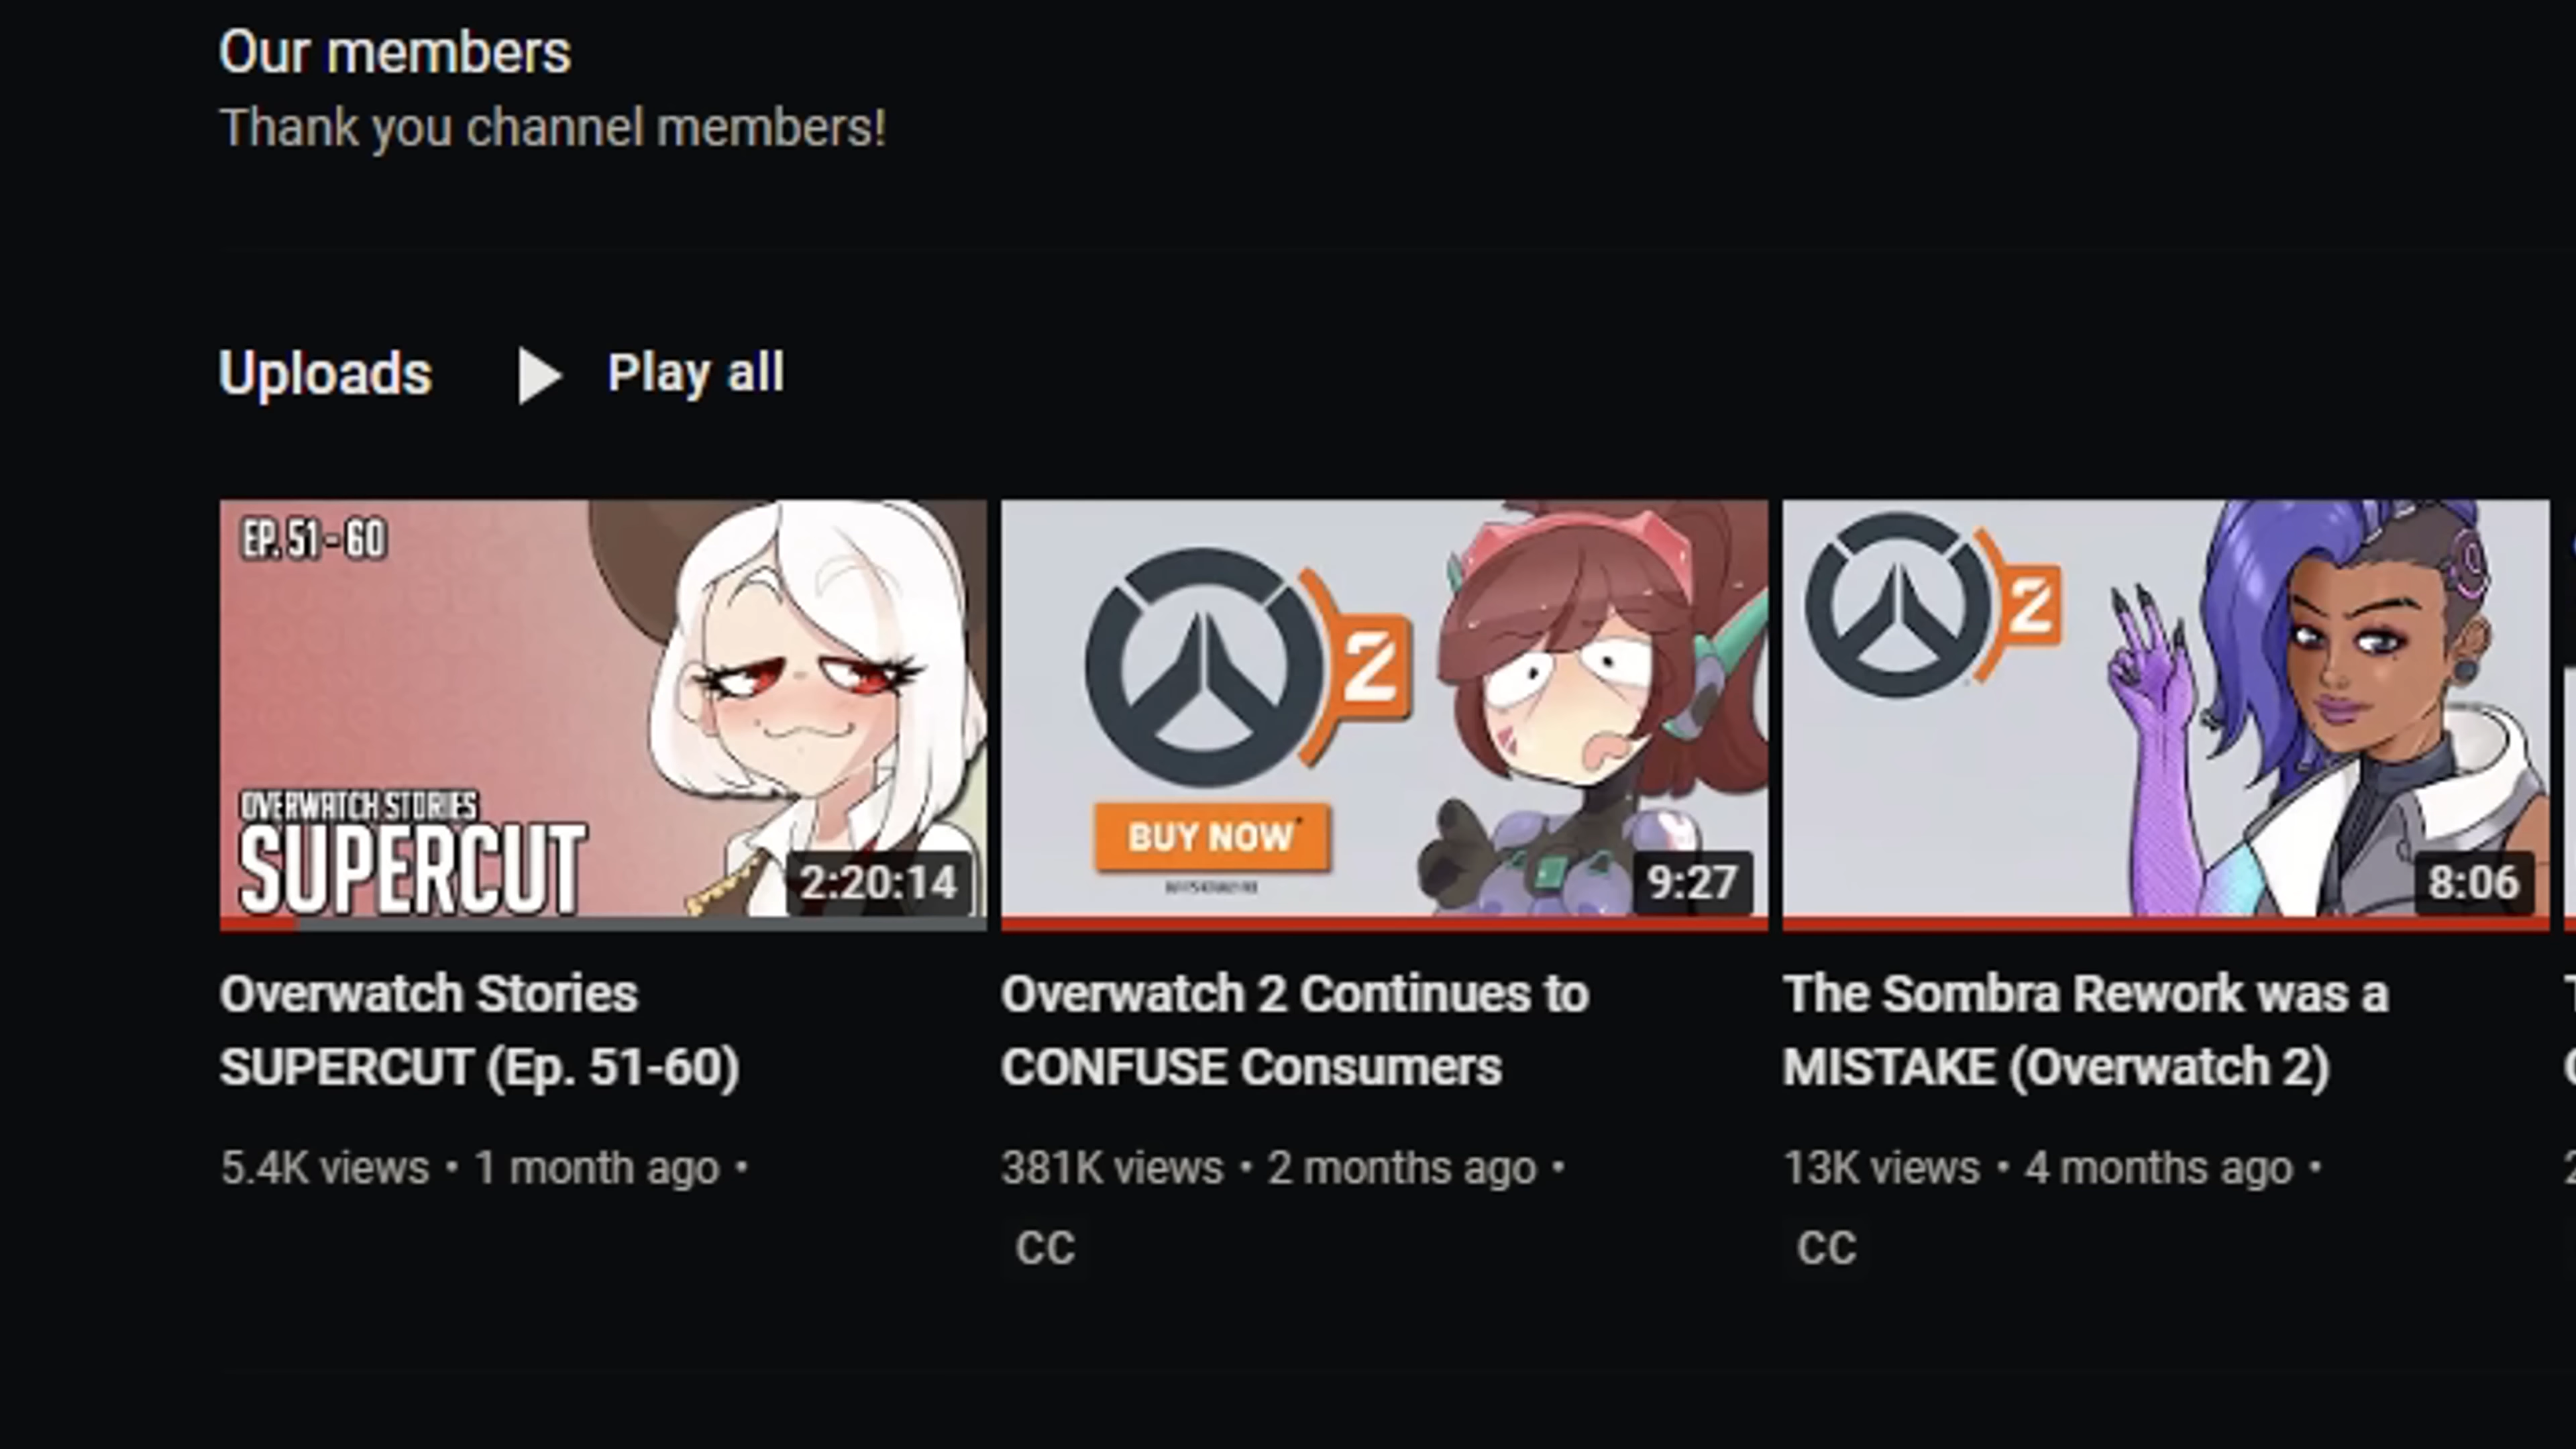 Our members
Thank you channel members!
Uploads
Play all
EP. 51 - 60
OVERWATCH STORIES
SUPERCUT
2:20:14
2
BUY NOW*
9:27
2
8:06
Overwatch Stories
SUPERCUT (Ep. 51-60)
5.4K views • 1 month ago •
Overwatch 2 Continues to
CONFUSE Consumers
381K views • 2 months ago •
CC
The Sombra Rework was a
MISTAKE (Overwatch 2)
13K views • 4 months ago •
CC